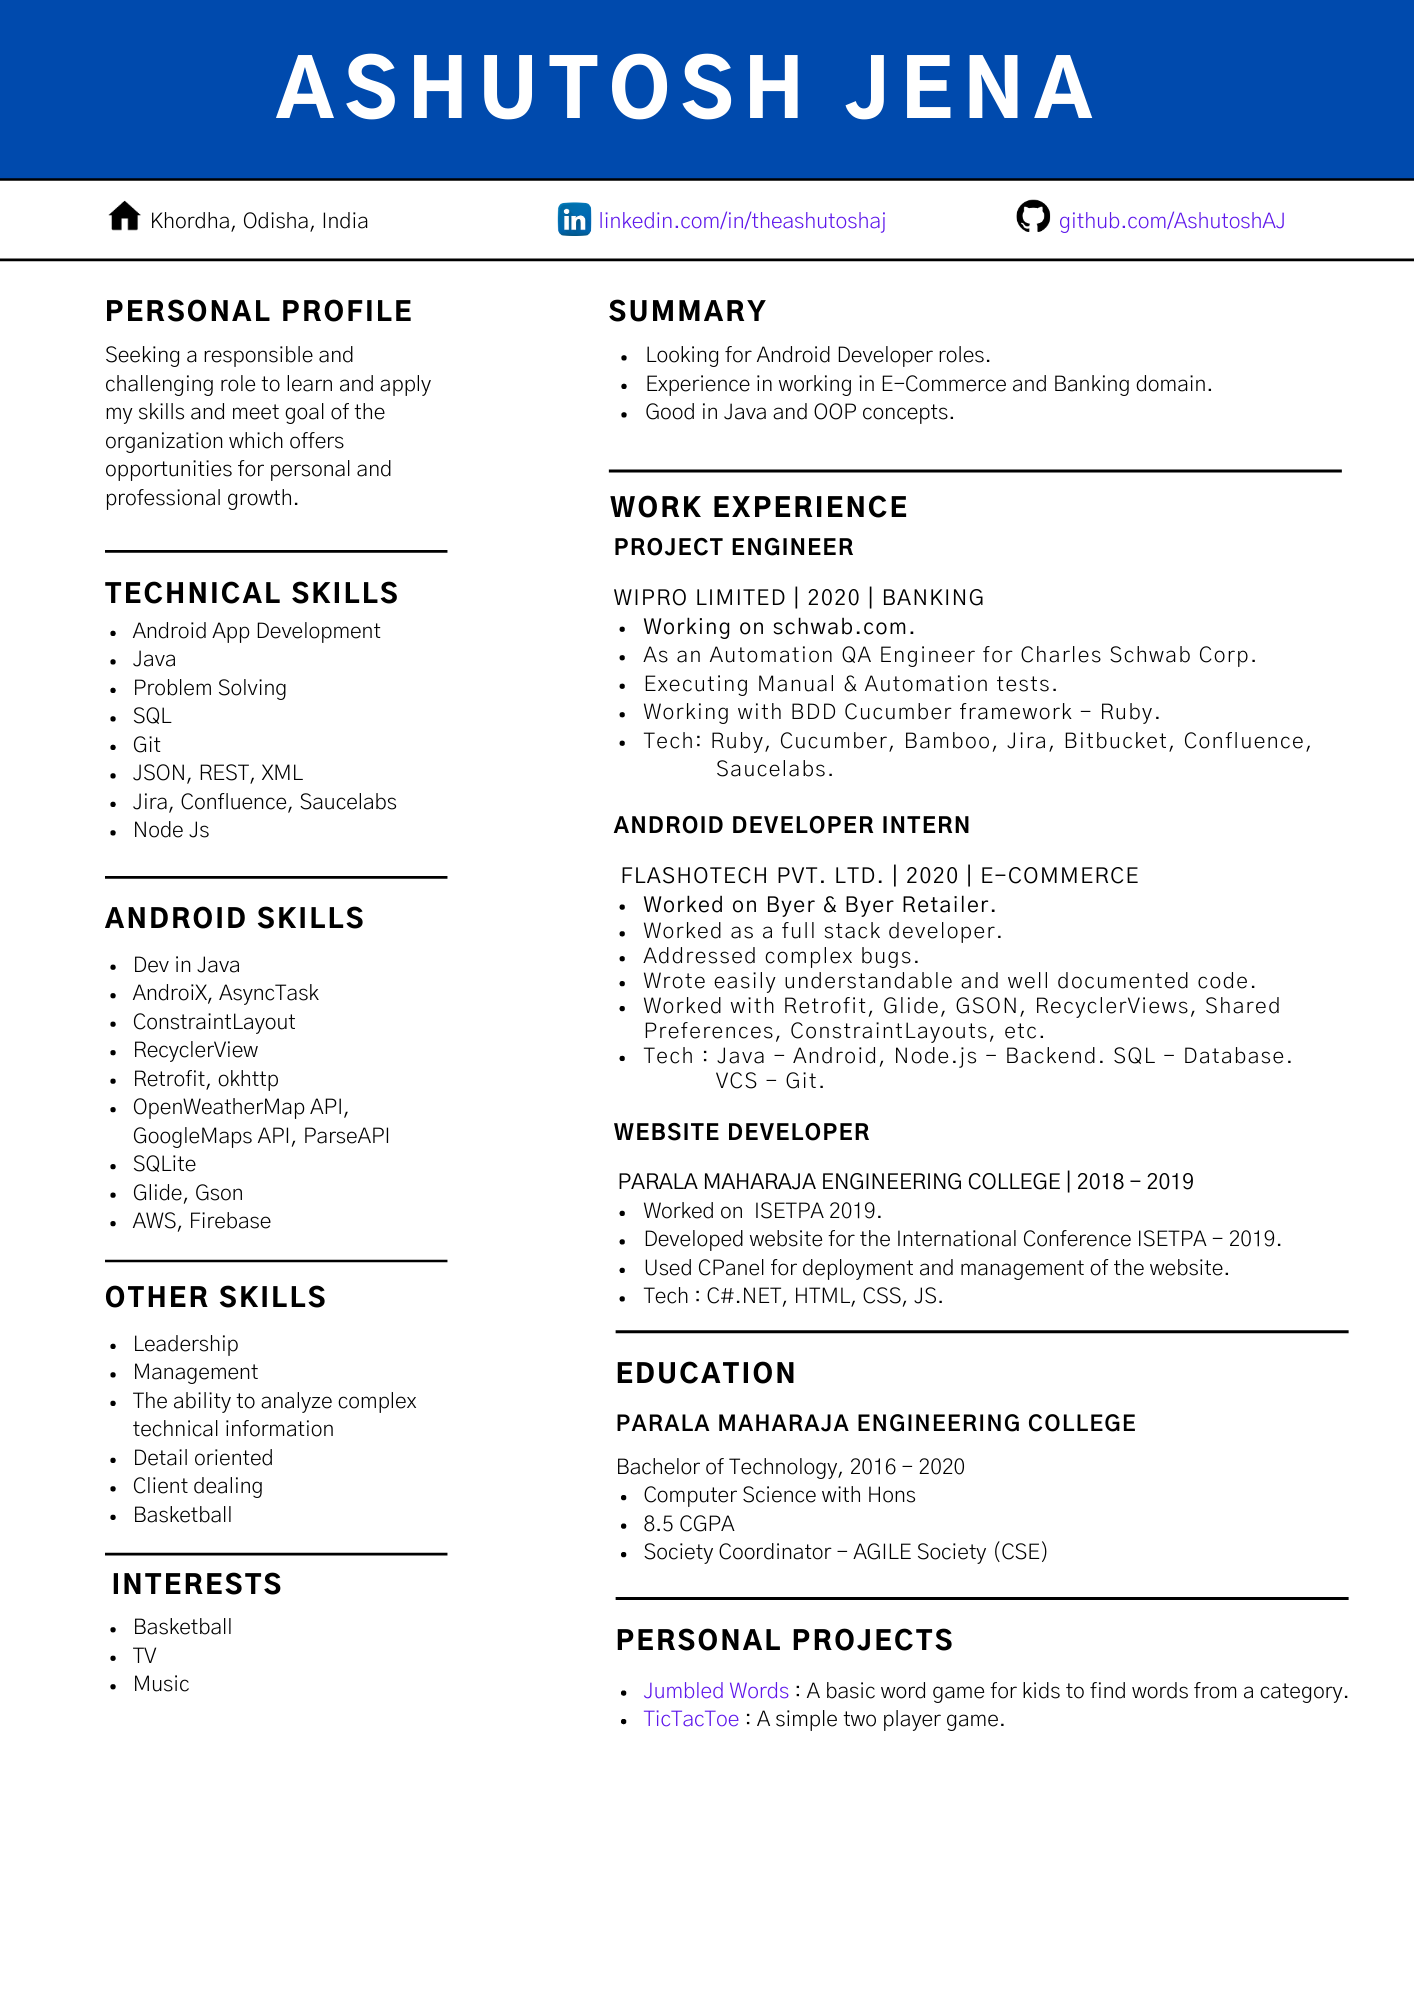 ASHUTOSH JENA
Khordha, Odisha, India
linkedin.com/in/theashutoshaj
github.com/AshutoshAJ
PERSONAL PROFILE
Seeking a responsible and
challenging role to learn and apply
my skills and meet goal of the
organization which offers
opportunities for personal and
professional growth.
TECHNICAL SKILLS
• Android App Development
• Java
• Problem Solving
• SQL
• Git
• JSON, REST, XML
• Jira, Confluence, Saucelabs
• Node Js
ANDROID SKILLS
• Dev in Java
• AndroiX, AsyncTask
• ConstraintLayout
• RecyclerView
• Retrofit, okhttp
• OpenWeatherMap API,
GoogleMaps API, ParseAPI
• SQLite
• Glide, Gson
• AWS, Firebase
OTHER SKILLS
• Leadership
• Management
• The ability to analyze complex
technical information
• Detail oriented
• Client dealing
• Basketball
INTERESTS
• Basketball
• TV
• Music
SUMMARY
• Looking for Android Developer roles.
• Experience in working in E-Commerce and Banking domain.
• Good in Java and OOP concepts.
WORK EXPERIENCE
PROJECT ENGINEER
WIPRO LIMITED | 2020 | BANKING
• Working on schwab.com.
• As an Automation QA Engineer for Charles Schwab Corp.
• Executing Manual & Automation tests.
• Working with BDD Cucumber framework - Ruby.
• Tech: Ruby, Cucumber, Bamboo, Jira, Bitbucket, Confluence,
Saucelabs.
ANDROID DEVELOPER INTERN
FLASHOTECH PVT. LTD. | 2020 | E-COMMERCE
• Worked on Byer & Byer Retailer.
• Worked as a full stack developer.
• Addressed complex bugs.
• Wrote easily understandable and well documented code.
• Worked with Retrofit, Glide, GSON, RecyclerViews, Shared
Preferences, ConstraintLayouts, etc.
• Tech : Java - Android, Node.js - Backend. SQL - Database.
VCS - Git.
WEBSITE DEVELOPER
PARALA MAHARAJA ENGINEERING COLLEGE | 2018 - 2019
• Worked on ISETPA 2019.
• Developed website for the International Conference ISETPA - 2019.
• Used CPanel for deployment and management of the website.
• Tech : C#.NET, HTML, CSS, JS.
EDUCATION
PARALA MAHARAJA ENGINEERING COLLEGE
Bachelor of Technology, 2016 - 2020
• Computer Science with Hons
• 8.5 CGPA
• Society Coordinator - AGILE Society (CSE)
PERSONAL PROJECTS
• Jumbled Words : A basic word game for kids to find words from a category.
• TicTacToe : A simple two player game.